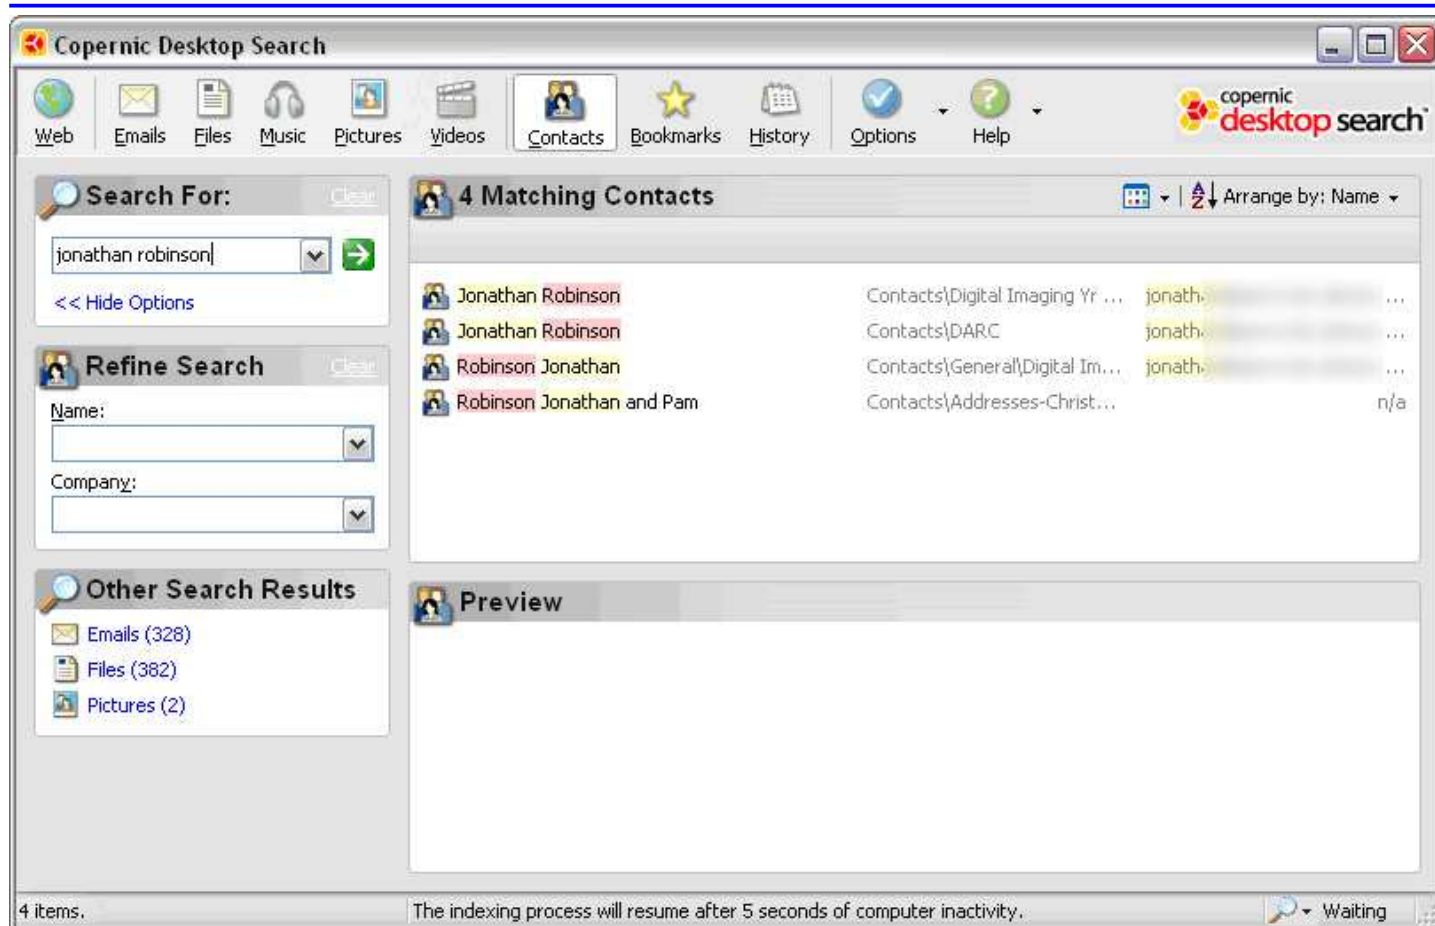 Copernic Desktop Search
Web Emails Files Music Pictures Videos Contacts Bookmarks History Options Help
copernic
desktop search
Search For: Clear
4 Matching Contacts
Arrange by: Name
jonathan robinson
<< Hide Options
Jonathan Robinson Contacts\Digital Imaging Yr ... jonath ...
Jonathan Robinson Contacts\DARC jonath ...
Robinson Jonathan Contacts\General\Digital Im... jonath ...
Robinson Jonathan and Pam Contacts\Addresses-Christ... n/a
Refine Search Clear
Name:
Company:
Other Search Results
Emails (328)
Files (382)
Pictures (2)
Preview
4 items. The indexing process will resume after 5 seconds of computer inactivity. Waiting